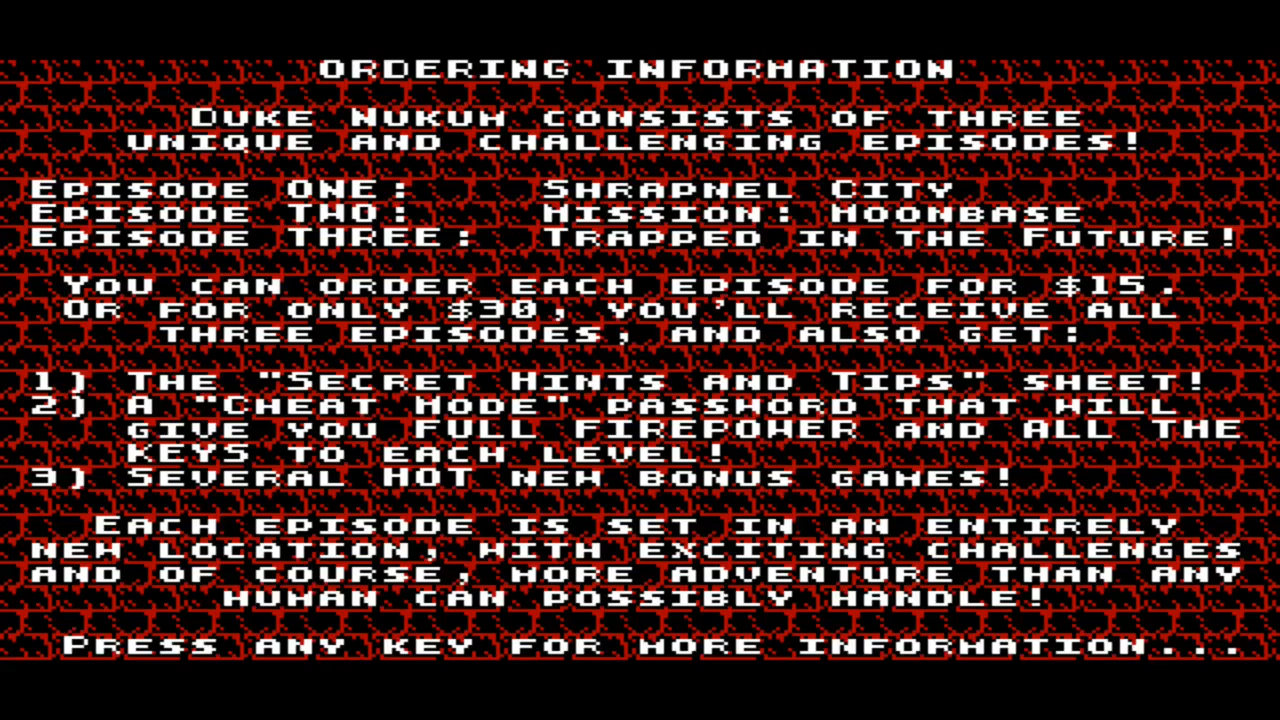 ORDERING INFORMATION
DUKE NUKUM CONSISTS OF THREE
UNIQUE AND CHALLENGING EPISODES!
EPISODE ONE: SHRAPNEL CITY
EPISODE TWO: MISSION: MOONBASE
EPISODE THREE: TRAPPED IN THE FUTURE!
YOU CAN ORDER EACH EPISODE FOR $15.
OR FOR ONLY $30, YOU'LL RECEIVE ALL
THREE EPISODES, AND ALSO GET:
1) THE "SECRET HINTS AND TIPS" SHEET!
2) A "CHEAT MODE" PASSWORD THAT WILL
GIVE YOU FULL FIREPOWER AND ALL THE
KEYS TO EACH LEVEL!
3) SEVERAL HOT NEW BONUS GAMES!
EACH EPISODE IS SET IN AN ENTIRELY
NEW LOCATION, WITH EXCITING CHALLENGES
AND OF COURSE, MORE ADVENTURE THAN ANY
HUMAN CAN POSSIBLY HANDLE!
PRESS ANY KEY FOR MORE INFORMATION...